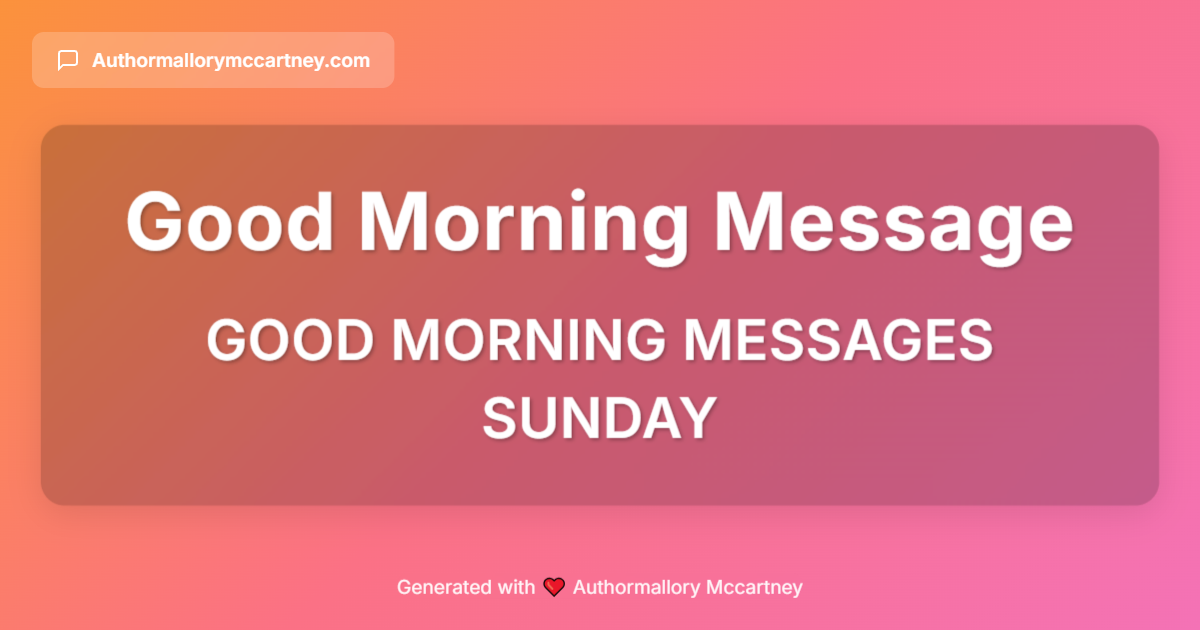 Authormallorymccartney.com
Good Morning Message
GOOD MORNING MESSAGES
SUNDAY
Generated with ❤️ Authormallory Mccartney